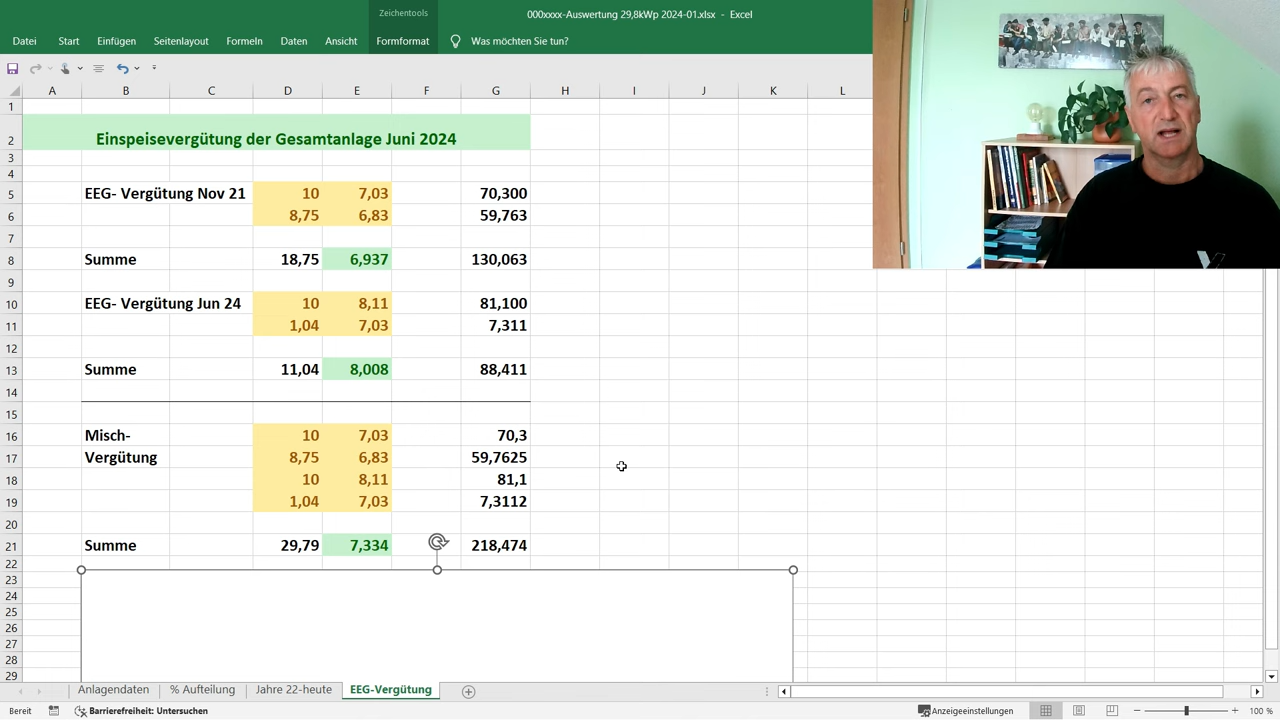 Zeichentools
000xxxx-Auswertung 29,8kWp 2024-01.xlsx - Excel
Datei Start Einfügen Seitenlayout Formeln Daten Ansicht Formformat Was möchten Sie tun?
A B C D E F G H I J K L
1
2 Einspeisevergütung der Gesamtanlage Juni 2024
3
4
5 EEG- Vergütung Nov 21 10 7,03 70,300
6 8,75 6,83 59,763
7
8 Summe 18,75 6,937 130,063
9
10 EEG- Vergütung Jun 24 10 8,11 81,100
11 1,04 7,03 7,311
12
13 Summe 11,04 8,008 88,411
14
15
16 Misch- 10 7,03 70,3
17 Vergütung 8,75 6,83 59,7625
18 10 8,11 81,1
19 1,04 7,03 7,3112
20
21 Summe 29,79 7,334 218,474
22
23
24
25
26
27
28
29
Anlagendaten % Aufteilung Jahre 22-heute EEG-Vergütung
Bereit Barrierefreiheit: Untersuchen Anzeigeeinstellungen 100 %